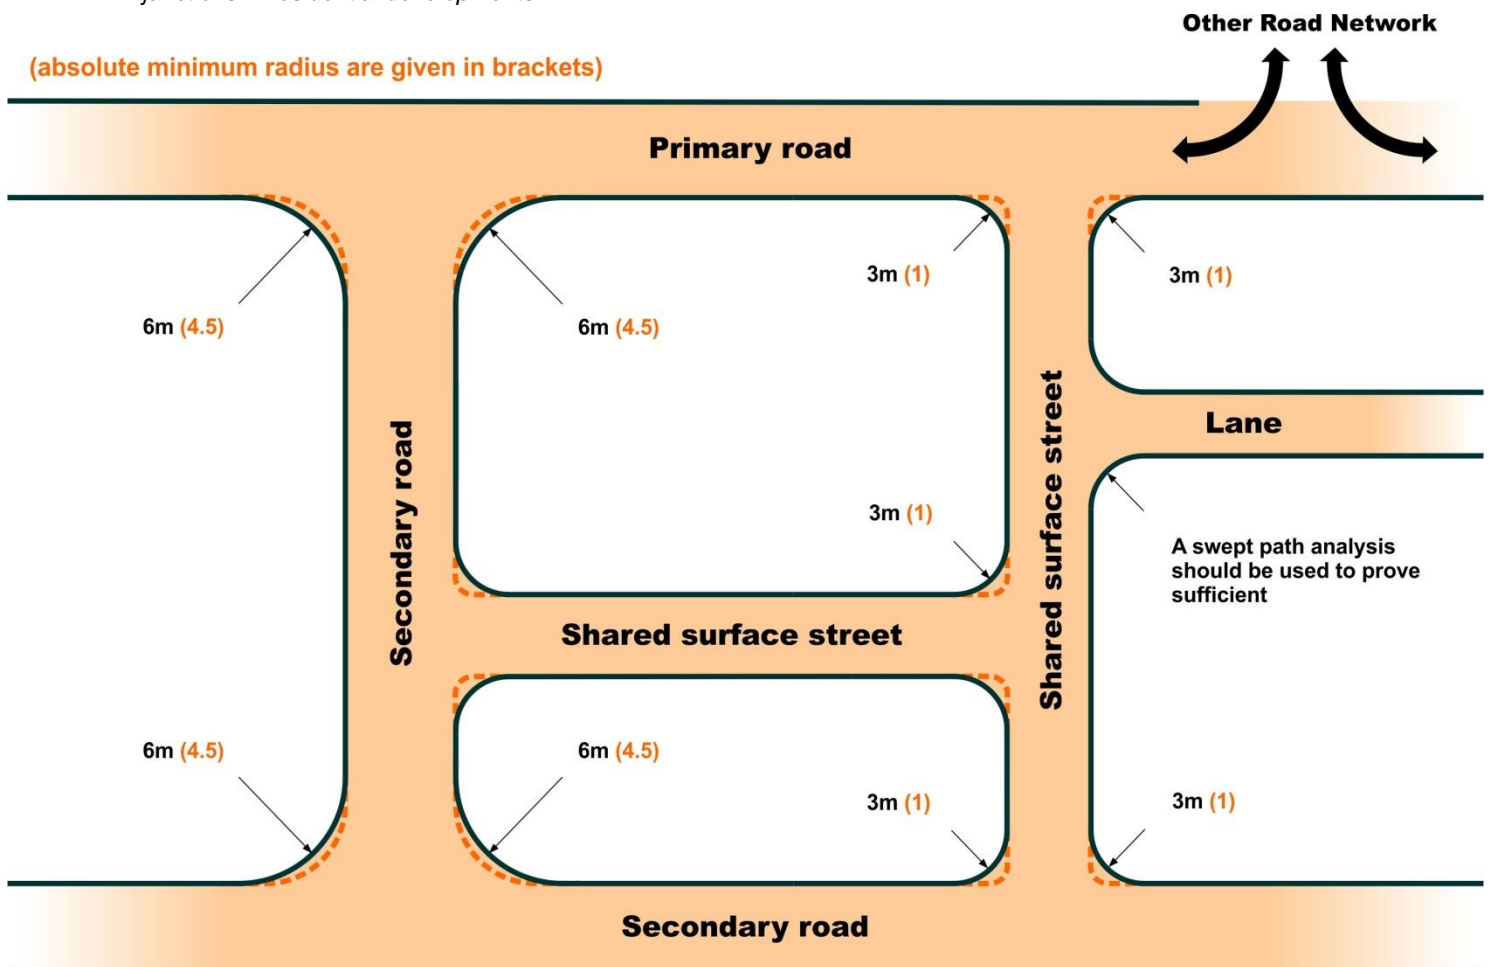 Other Road Network
(absolute minimum radius are given in brackets)
Primary road
3m (1)
3m (1)
6m (4.5)
6m (4.5)
Lane
Secondary road
Shared surface street
3m (1)
A swept path analysis
should be used to prove
sufficient
Shared surface street
6m (4.5)
6m (4.5)
3m (1)
3m (1)
Secondary road